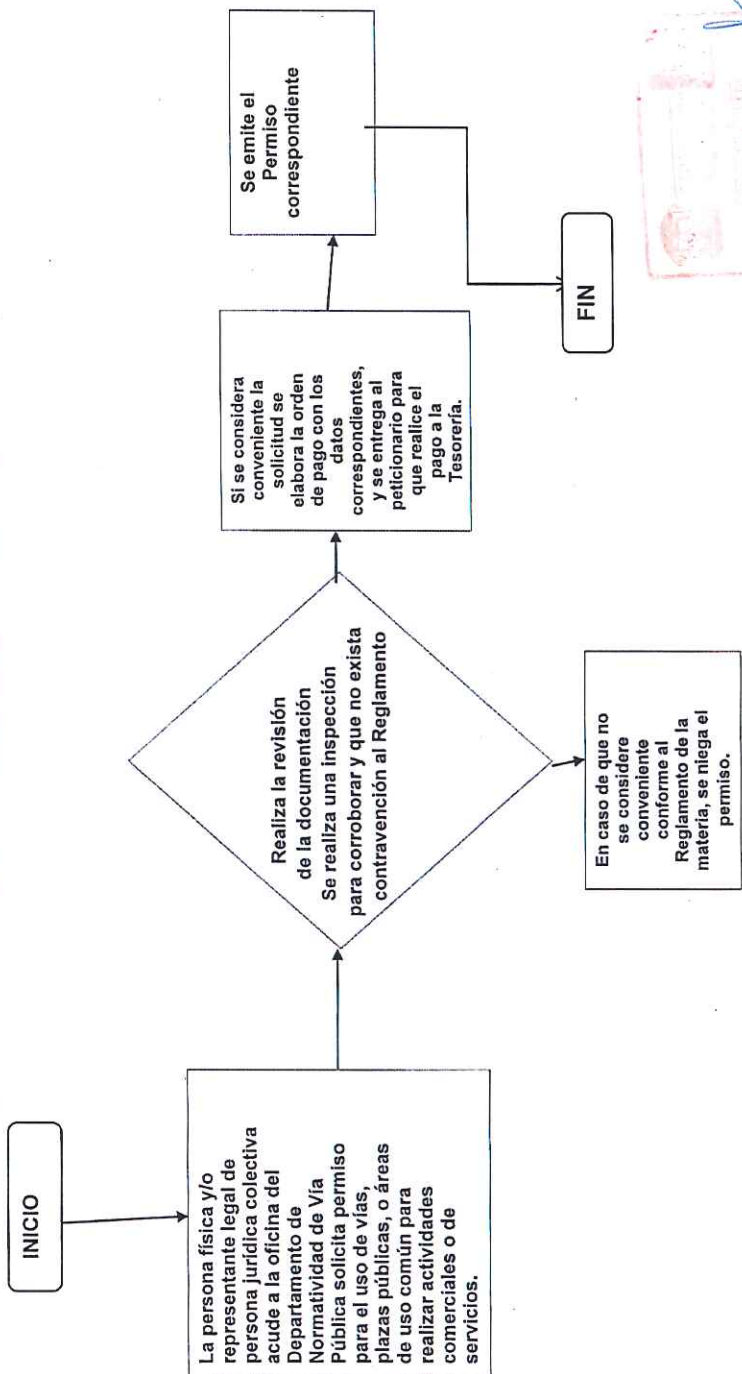 INICIO
La persona física y/o
representante legal de
persona jurídica colectiva
acude a la oficina del
Departamento de
Normatividad de Vía
Pública solicita permiso
para el uso de vías,
plazas públicas, o áreas
de uso común para
realizar actividades
comerciales o de
servicios.
Realiza la revisión
de la documentación
Se realiza una inspección
para corroborar y que no exista
contravención al Reglamento
Si se considera
conveniente la
solicitud se
elabora la orden
de pago con los
datos
correspondientes,
y se entrega al
peticionario para
que realice el
pago a la
Tesorería.
Se emite el
Permiso
correspondiente
En caso de que no
se considere
conveniente
conforme al
Reglamento de la
materia, se niega el
permiso.
FIN